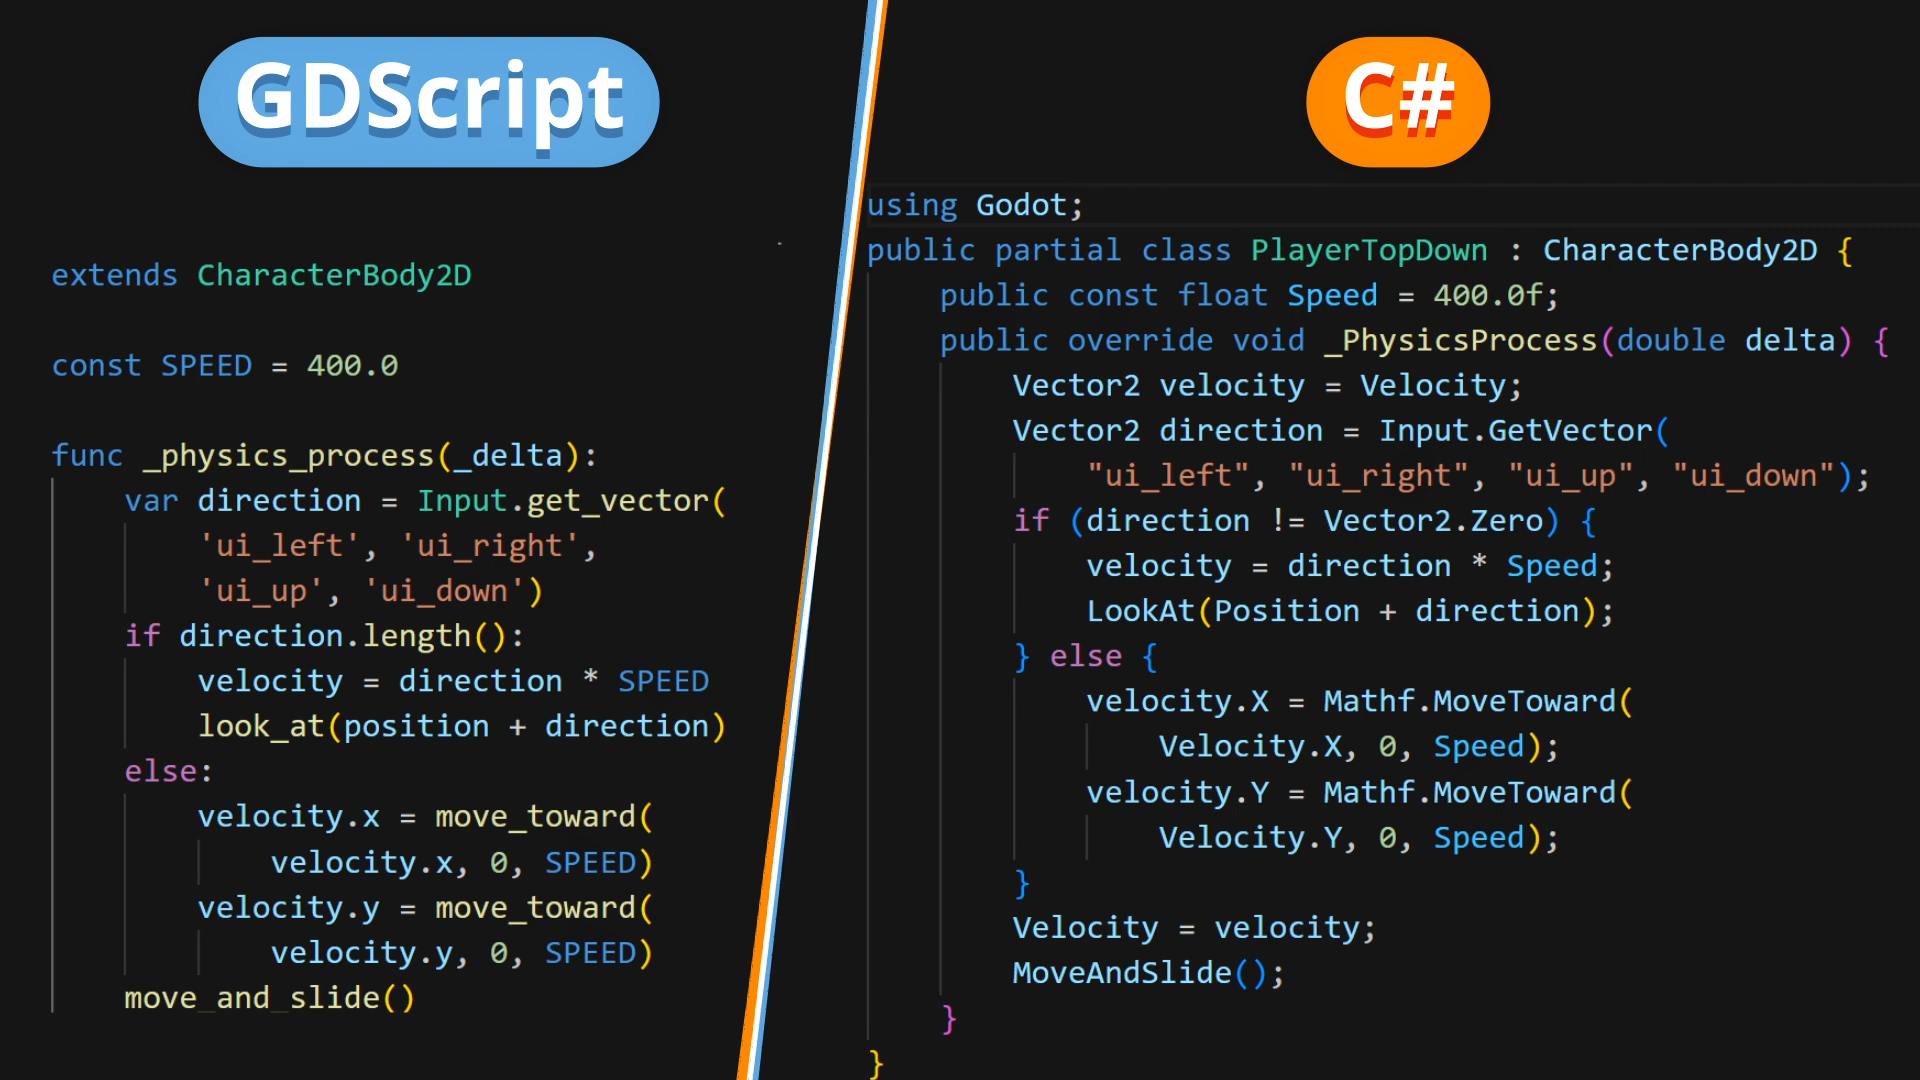 GDScript
extends CharacterBody2D
const SPEED = 400.0
func _physics_process(_delta):
var direction = Input.get_vector(
'ui_left', 'ui_right',
'ui_up', 'ui_down')
if direction.length():
velocity = direction * SPEED
look_at(position + direction)
else:
velocity.x = move_toward(
velocity.x, 0, SPEED)
velocity.y = move_toward(
velocity.y, 0, SPEED)
move_and_slide()
C#
using Godot;
public partial class PlayerTopDown : CharacterBody2D {
public const float Speed = 400.0f;
public override void _PhysicsProcess(double delta) {
Vector2 velocity = Velocity;
Vector2 direction = Input.GetVector(
"ui_left", "ui_right", "ui_up", "ui_down");
if (direction != Vector2.Zero) {
velocity = direction * Speed;
LookAt(Position + direction);
} else {
velocity.X = Mathf.MoveToward(
Velocity.X, 0, Speed);
velocity.Y = Mathf.MoveToward(
Velocity.Y, 0, Speed);
}
Velocity = velocity;
MoveAndSlide();
}
}